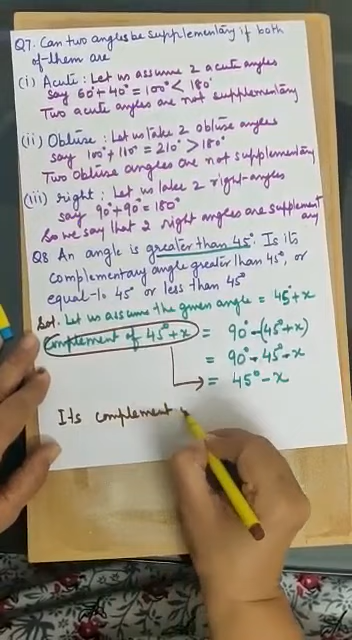 Q7. Can two angles be supplementary if both
of them are
(i) Acute : Let us assume 2 acute angles
say 60° + 40° = 100° < 180°
Two acute angles are not supplementary
(ii) Obtuse : Let us take 2 obtuse angles
say 100° + 110° = 210° > 180°
Two obtuse angles are not supplementary
(iii) right : Let us take 2 right-angles
say 90° + 90° = 180°
So we say that 2 right angles are supplement
ary
Q8 An angle is greater than 45°. Is its
complementary angle greater than 45°, or
equal to 45° or less than 45°
Sol. Let us assume the given angle = 45° + x
Complement of 45° + x = 90° - (45° + x)
= 90° - 45° - x
= 45° - x
Its complement